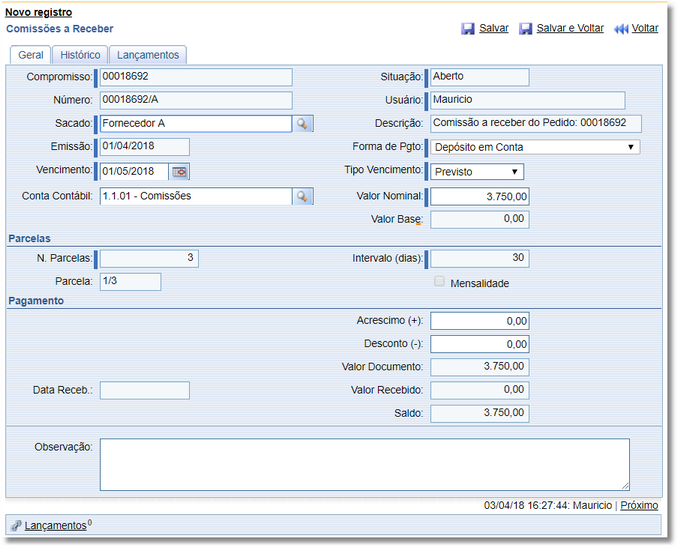 Novo registro
Comissões a Receber Salvar Salvar e Voltar Voltar
Geral Histórico Lançamentos
Compromisso: 00018692 Situação: Aberto
Número: 00018692/A Usuário: Mauricio
Sacado: Fornecedor A Descrição: Comissão a receber do Pedido: 00018692
Emissão: 01/04/2018 Forma de Pgto: Depósito em Conta
Vencimento: 01/05/2018 Tipo Vencimento: Previsto
Conta Contábil: 1.1.01 - Comissões Valor Nominal: 3.750,00
Valor Base: 0,00
Parcelas
N. Parcelas: 3 Intervalo (dias): 30
Parcela: 1/3 Mensalidade
Pagamento
Acrescimo (+): 0,00
Desconto (-): 0,00
Valor Documento: 3.750,00
Data Receb.: Valor Recebido: 0,00
Saldo: 3.750,00
Observação:
03/04/18 16:27:44: Mauricio | Próximo
Lançamentos 0